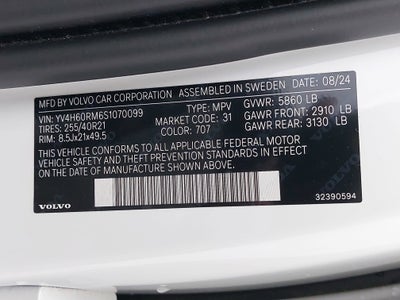 MFD. BY VOLVO CAR CORPORATION ASSEMBLED IN SWEDEN DATE: 08/24
VIN: YV4H60RM6S1070099 TYPE: MPV GVWR: 5860 LB
TIRES: 255/40R21 MARKET CODE: 31 FRONT GAWR: 2910 LB
RIM: 8.5Jx21x49.5 COLOR: 707 REAR GAWR: 3130 LB
THIS VEHICLE CONFORMS TO ALL APPLICABLE FEDERAL MOTOR
VEHICLE SAFETY AND THEFT PREVENTION STANDARDS IN EFFECT
ON THE DATE OF MANUFACTURE SHOWN ABOVE.
VOLVO 32390594